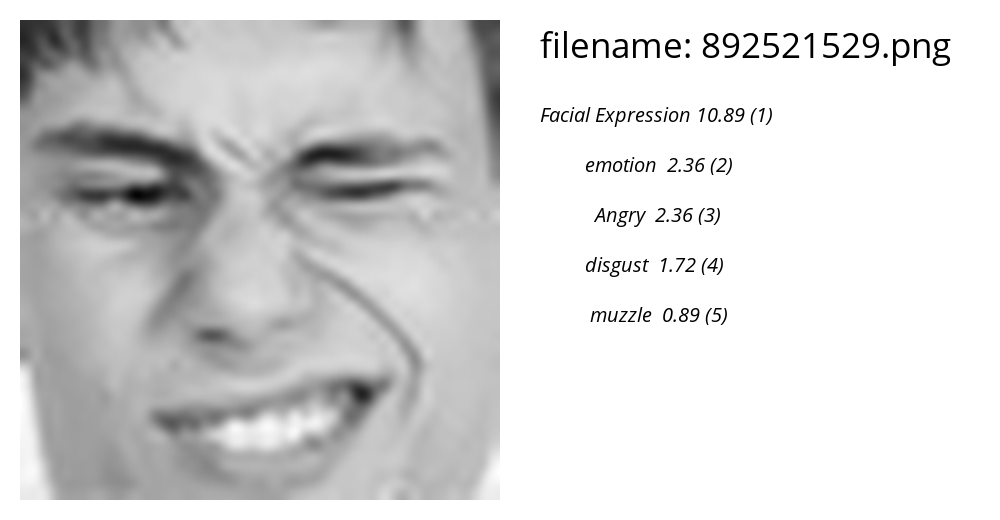 filename: 892521529.png
Facial Expression 10.89 (1)
emotion 2.36 (2)
Angry 2.36 (3)
disgust 1.72 (4)
muzzle 0.89 (5)